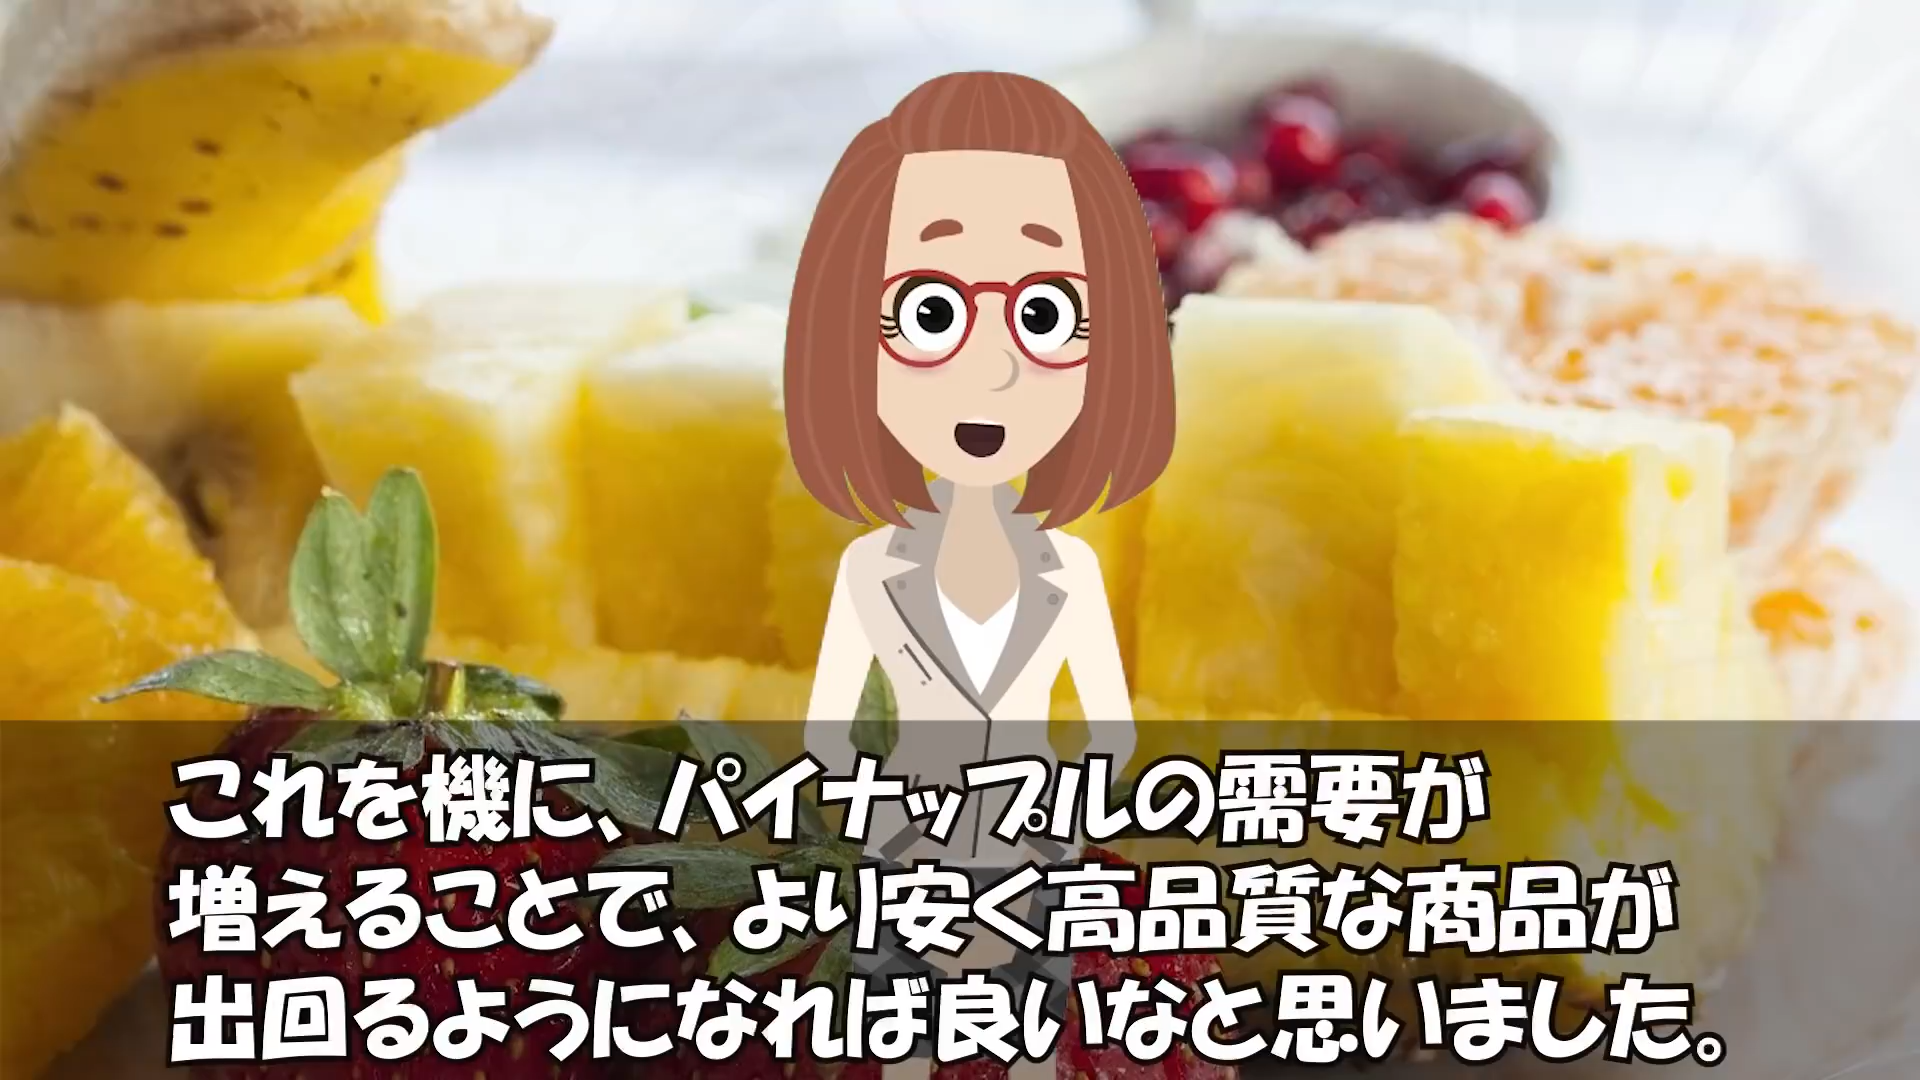 これを機に、パイナップルの需要が
増えることで、より安く高品質な商品が
出回るようになれば良いなと思いました。